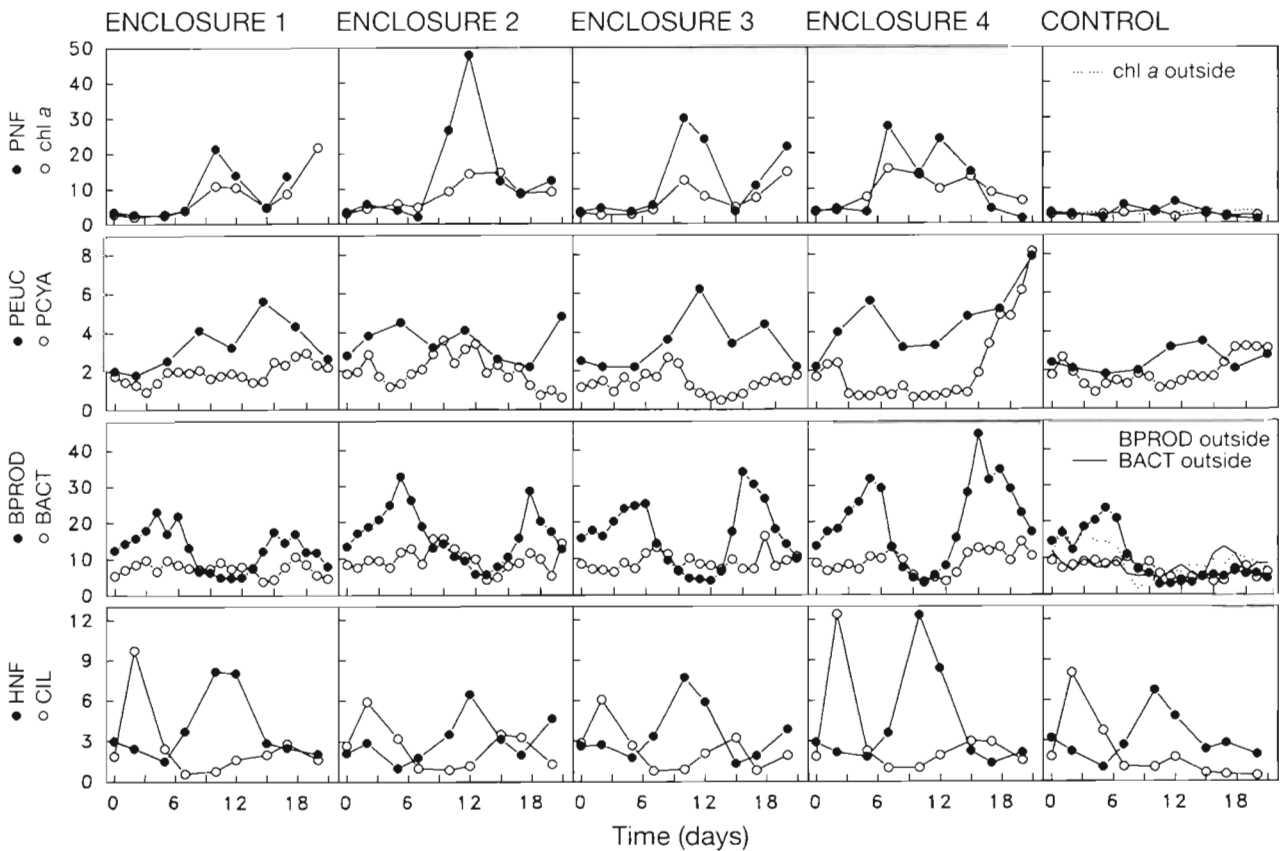 ENCLOSURE 1 ENCLOSURE 2 ENCLOSURE 3 ENCLOSURE 4 CONTROL
50
40
30
20
10
0
● PNF
○ chl a
chl a outside
8
6
4
2
0
● PEUC
○ PCYA
40
30
20
10
0
● BPROD
○ BACT
BPROD outside
BACT outside
12
9
6
3
0
● HNF
○ CIL
0 6 12 18 0 6 12 18 0 6 12 18 0 6 12 18 0 6 12 18
Time (days)